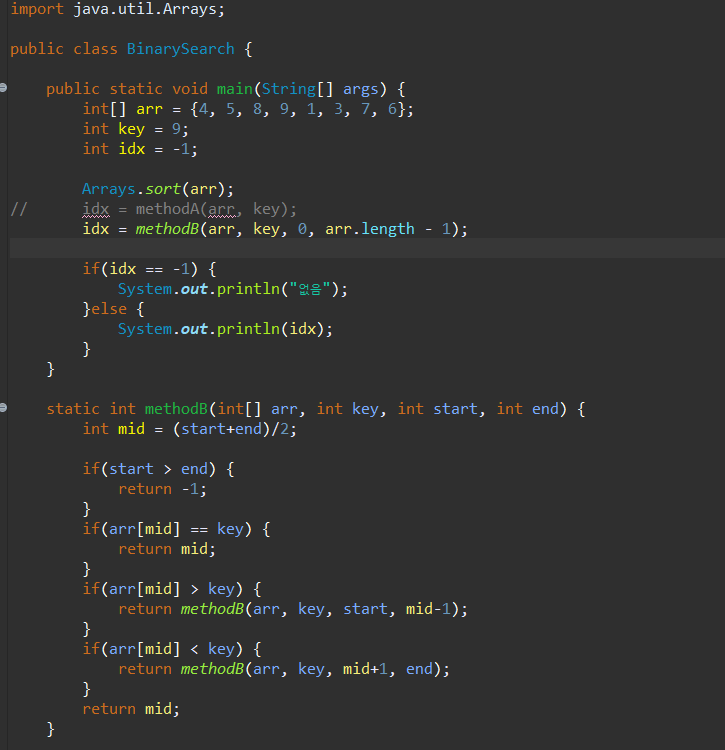 import java.util.Arrays;
public class BinarySearch {
public static void main(String[] args) {
int[] arr = {4, 5, 8, 9, 1, 3, 7, 6};
int key = 9;
int idx = -1;
Arrays.sort(arr);
// idx = methodA(arr, key);
idx = methodB(arr, key, 0, arr.length - 1);
if(idx == -1) {
System.out.println("없음");
}else {
System.out.println(idx);
}
}
static int methodB(int[] arr, int key, int start, int end) {
int mid = (start+end)/2;
if(start > end) {
return -1;
}
if(arr[mid] == key) {
return mid;
}
if(arr[mid] > key) {
return methodB(arr, key, start, mid-1);
}
if(arr[mid] < key) {
return methodB(arr, key, mid+1, end);
}
return mid;
}